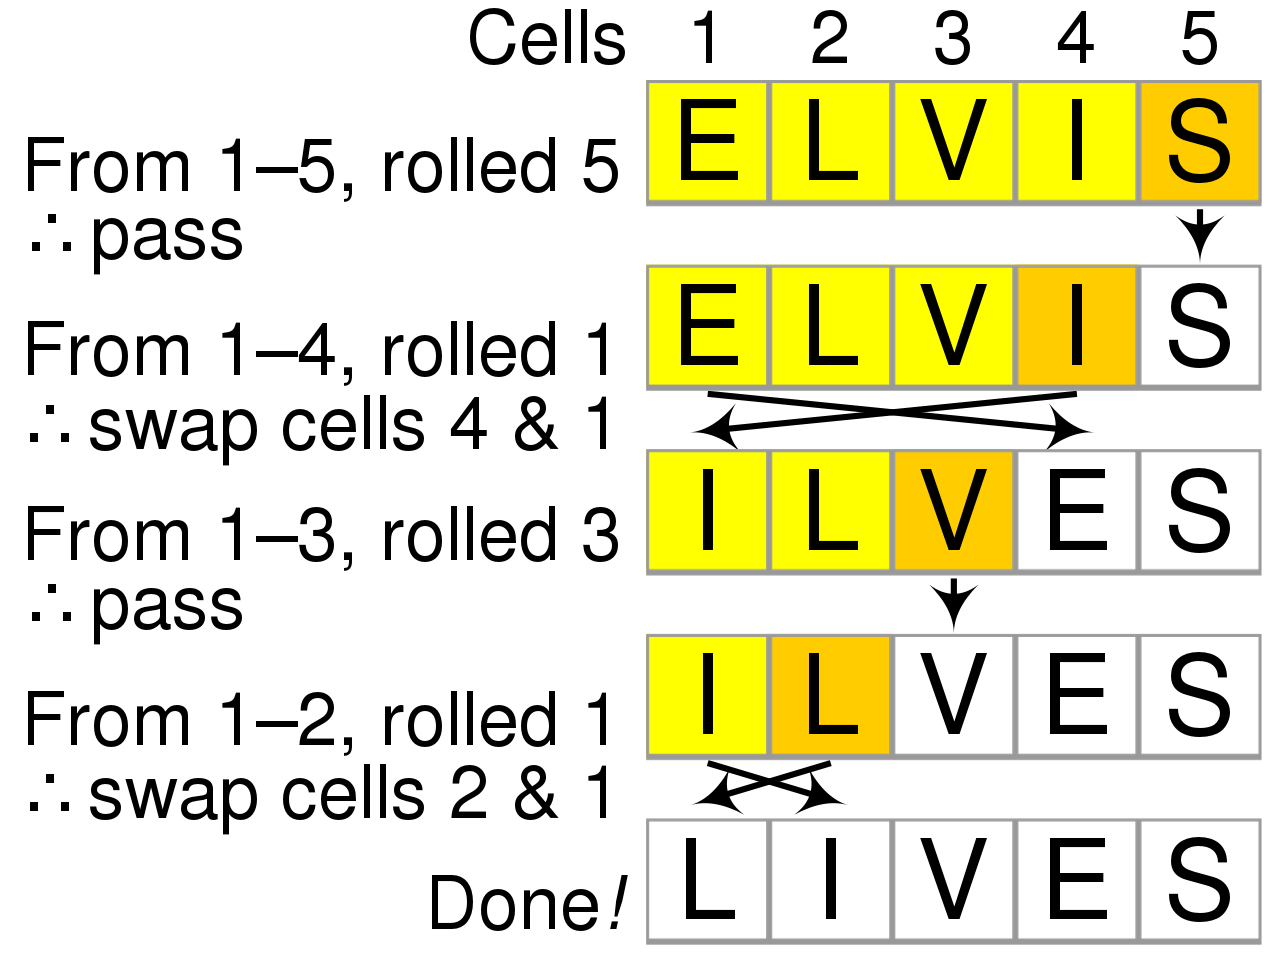 Cells 1 2 3 4 5
E L V I S
From 1–5, rolled 5
∴ pass
E L V I S
From 1–4, rolled 1
∴ swap cells 4 & 1
I L V E S
From 1–3, rolled 3
∴ pass
I L V E S
From 1–2, rolled 1
∴ swap cells 2 & 1
L I V E S
Done!